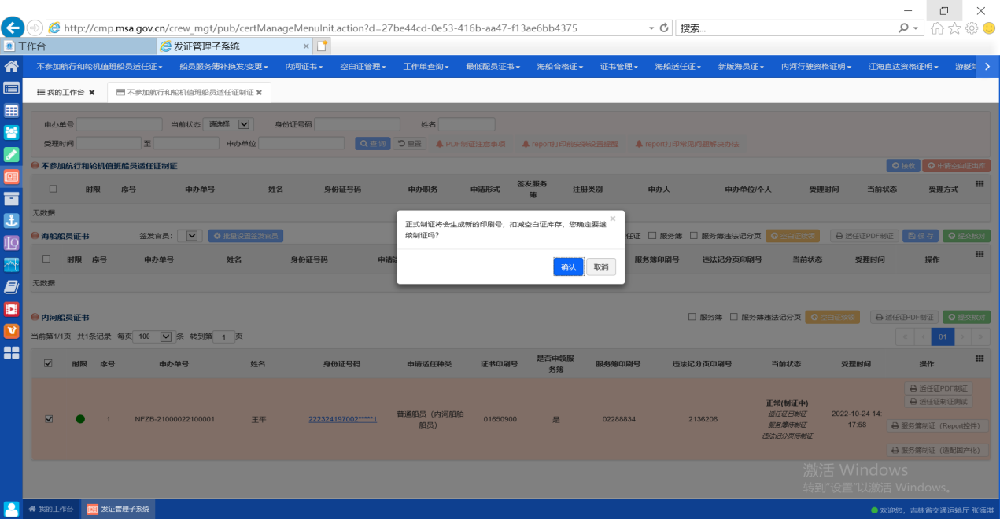 http://cmp.msa.gov.cn/crew_mgt/pub/certManageMenuInit.action?d=27be44cd-0e53-416b-aa47-f13ae6bb4375 搜索...
工作台 发证管理子系统
不参加航行和轮机值班船员适任证 船员服务簿补换发/变更 内河证书 空白证管理 工作单查询 最低配员证书 海船合格证 证书管理 海船适任证 新版海员证 内河行驶资格证明 江海直达资格证明 游艇
我的工作台 不参加航行和轮机值班船员适任证制证
申办单号 当前状态 请选择 身份证号码 姓名
受理时间 至 申办单位 查询 重置 PDF制证注意事项 report打印前安装设置提醒 report打印常见问题解决办法
不参加航行和轮机值班船员适任证制证 接收 申请空白证出库
时限 序号 申办单号 姓名 身份证号码 申办职务 申请形式 签发服务簿 注册类别 申办人 申办单位/个人 受理时间 当前状态 受理方式
无数据
正式制证将会生成新的印刷号，扣减空白证库存，您确定要继续制证吗?
确认 取消
海船船员证书 签发官员: 批量设置签发官员 任证 服务簿 服务簿违法记分页 空白证续领 适任证PDF制证 保存 提交核对
时限 序号 申办单号 姓名 身份证号码 申请 服务簿印刷号 违法记分页印刷号 当前状态 受理时间 操作
无数据
内河船员证书 服务簿 服务簿违法记分页 空白证续领 适任证PDF制证 提交核对
当前第1/1页 共1条记录 每页 100 条 转到第 1 页 « ‹ 01 › »
时限 序号 申办单号 姓名 身份证号码 申请适任种类 证书印刷号 是否申领服务簿 服务簿印刷号 违法记分页印刷号 当前状态 受理时间 操作
1 NFZB-21000022100001 王平 222324197002*****1 普通船员（内河船舶船员） 01650900 是 02288834 2136206 正常(制证中) 适任证已制证 服务簿待制证 违法记分页待制证 2022-10-24 14:17:58
适任证PDF制证
适任证制证测试
服务簿制证（Report控件）
服务簿制证（适配国产化）
激活 Windows
转到"设置"以激活 Windows。
我的工作台 发证管理子系统 欢迎您，吉林省交通运输厅 张添淇